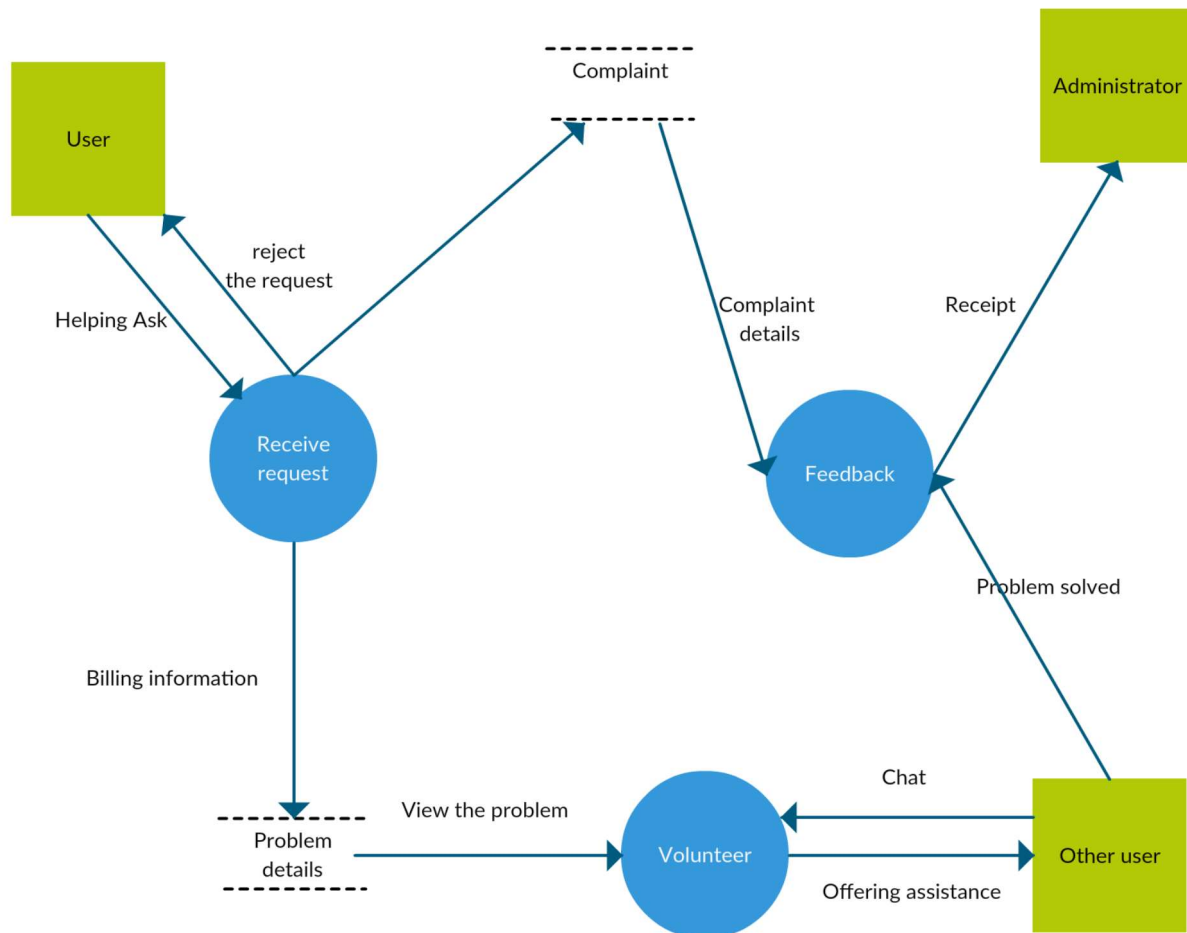 Complaint
Administrator
User
reject
the request
Helping Ask
Complaint
details
Receipt
Receive
request
Feedback
Problem solved
Billing information
Chat
View the problem
Problem
details
Volunteer
Other user
Offering assistance